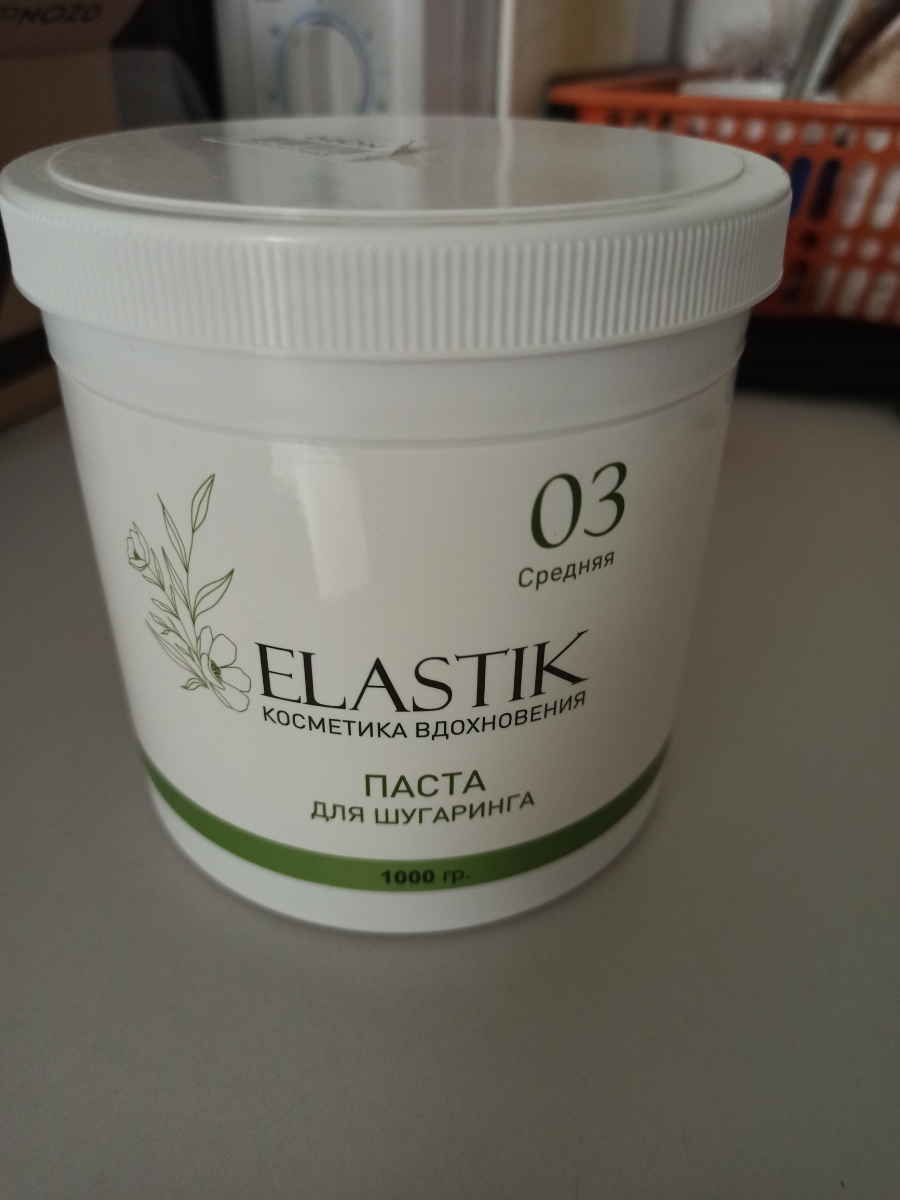 03
Средняя
ELASTIK
КОСМЕТИКА ВДОХНОВЕНИЯ
ПАСТА
ДЛЯ ШУГАРИНГА
1000 гр.